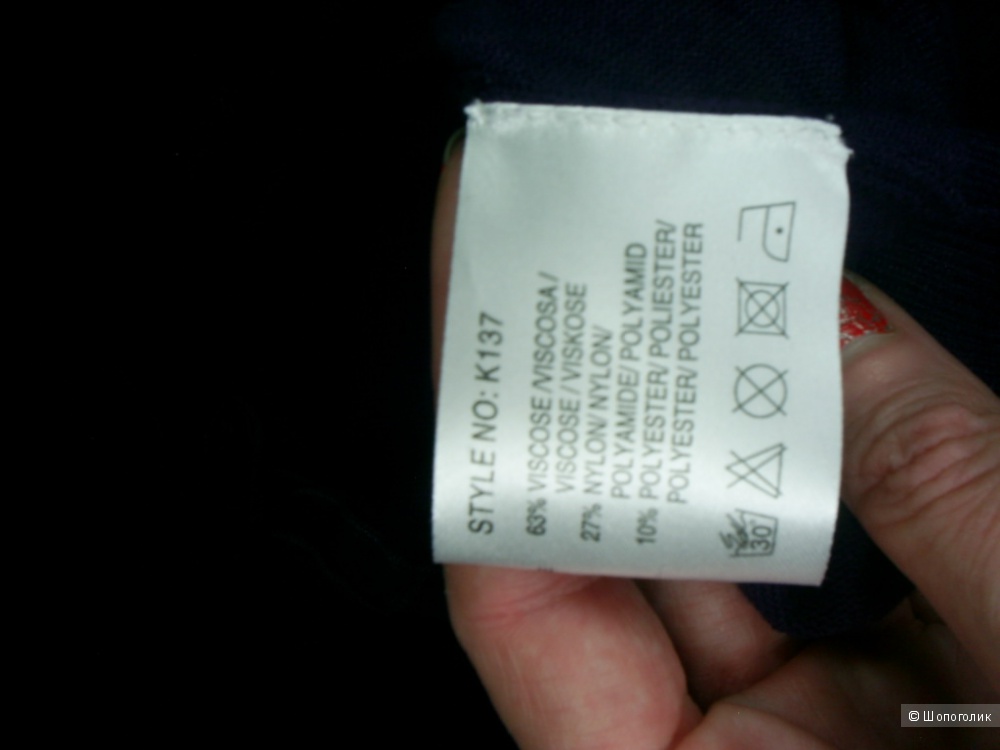 STYLE NO: K137
63% VISCOSE/VISCOSA/
VISCOSE / VISKOSE
27% NYLON/ NYLON/
POLYAMIDE/ POLYAMID
10% POLYESTER/ POLIESTER/
POLYESTER/ POLYESTER
30°
© Шопоголик